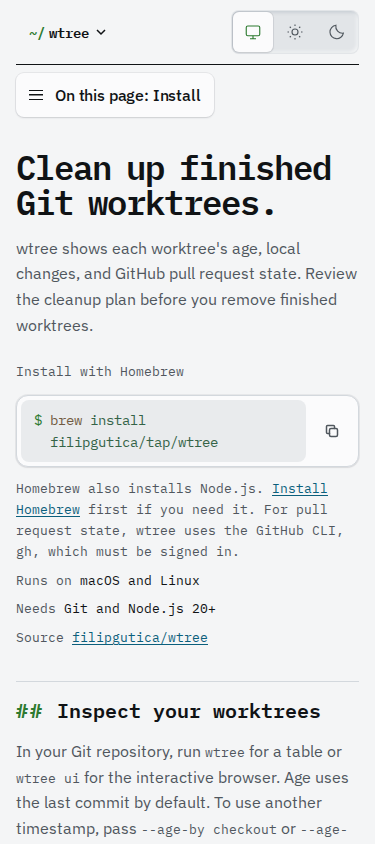 ~/ wtree
On this page: Install
Clean up finished
Git worktrees.
wtree shows each worktree's age, local
changes, and GitHub pull request state. Review
the cleanup plan before you remove finished
worktrees.
Install with Homebrew
$ brew install
filipgutica/tap/wtree
Homebrew also installs Node.js. Install
Homebrew first if you need it. For pull
request state, wtree uses the GitHub CLI,
gh, which must be signed in.
Runs on macOS and Linux
Needs Git and Node.js 20+
Source filipgutica/wtree
## Inspect your worktrees
In your Git repository, run wtree for a table or
wtree ui for the interactive browser. Age uses
the last commit by default. To use another
timestamp, pass --age-by checkout or --age-